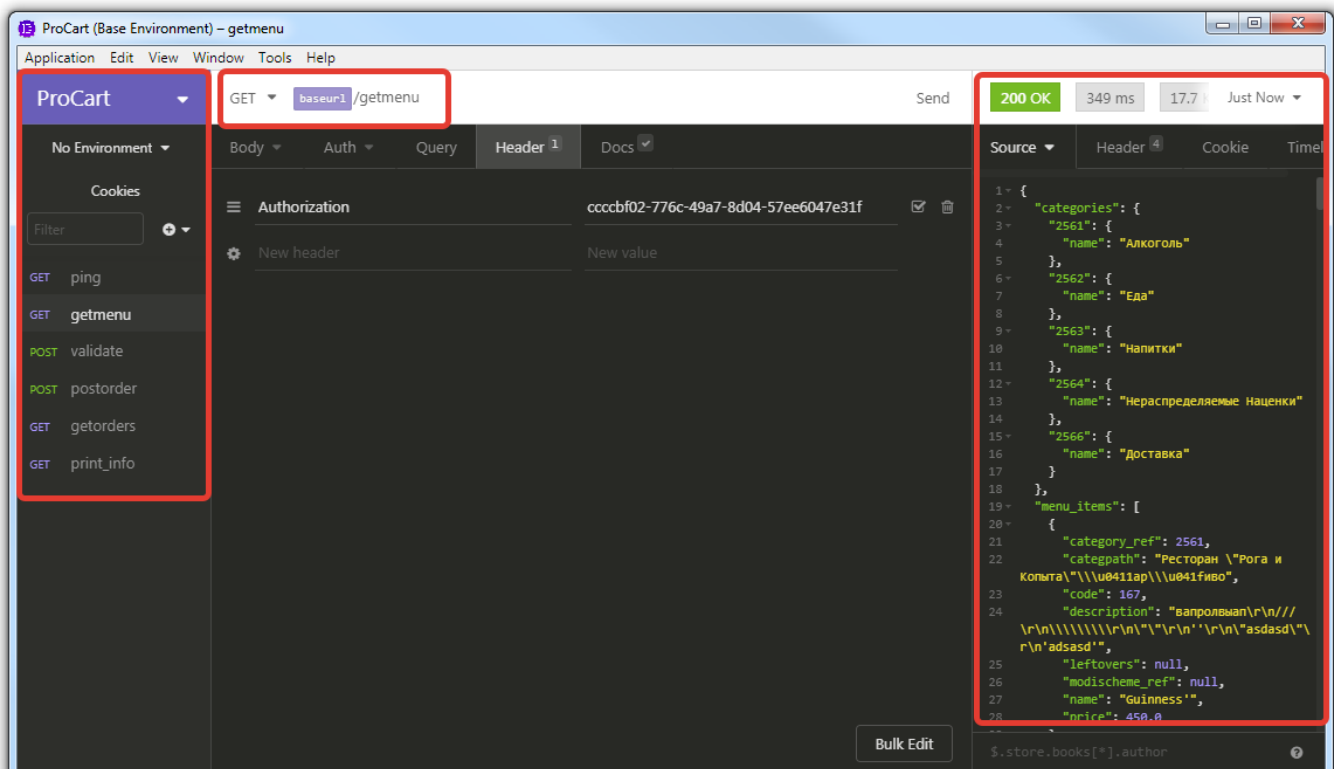 ProCart (Base Environment) – getmenu
Application Edit View Window Tools Help
ProCart
GET baseurl /getmenu
Send
200 OK 349 ms 17.7 Just Now
No Environment
Body Auth Query Header 1 Docs
Source Header 4 Cookie Timel
Cookies
Filter
GET ping
GET getmenu
POST validate
POST postorder
GET getorders
GET print_info
Authorization ccccbf02-776c-49a7-8d04-57ee6047e31f
New header New value
1 {
2 "categories": {
3 "2561": {
4 "name": "Алкоголь"
5 },
6 "2562": {
7 "name": "Еда"
8 },
9 "2563": {
10 "name": "Напитки"
11 },
12 "2564": {
13 "name": "Нераспределяемые Наценки"
14 },
15 "2566": {
16 "name": "Доставка"
17 }
18 },
19 "menu_items": [
20 {
21 "category_ref": 2561,
22 "categpath": "Ресторан \"Рога и
Копыта\"\\\u0411ар\\\u041fиво",
23 "code": 167,
24 "description": "вапролвыап\r\n///
\r\n\\\\\\\\\r\n\"\"\r\n''\r\n\"asdasd\"\
r\n'adsasd'",
25 "leftovers": null,
26 "modischeme_ref": null,
27 "name": "Guinness'",
28 "price": 450.0
Bulk Edit
$.store.books[*].author